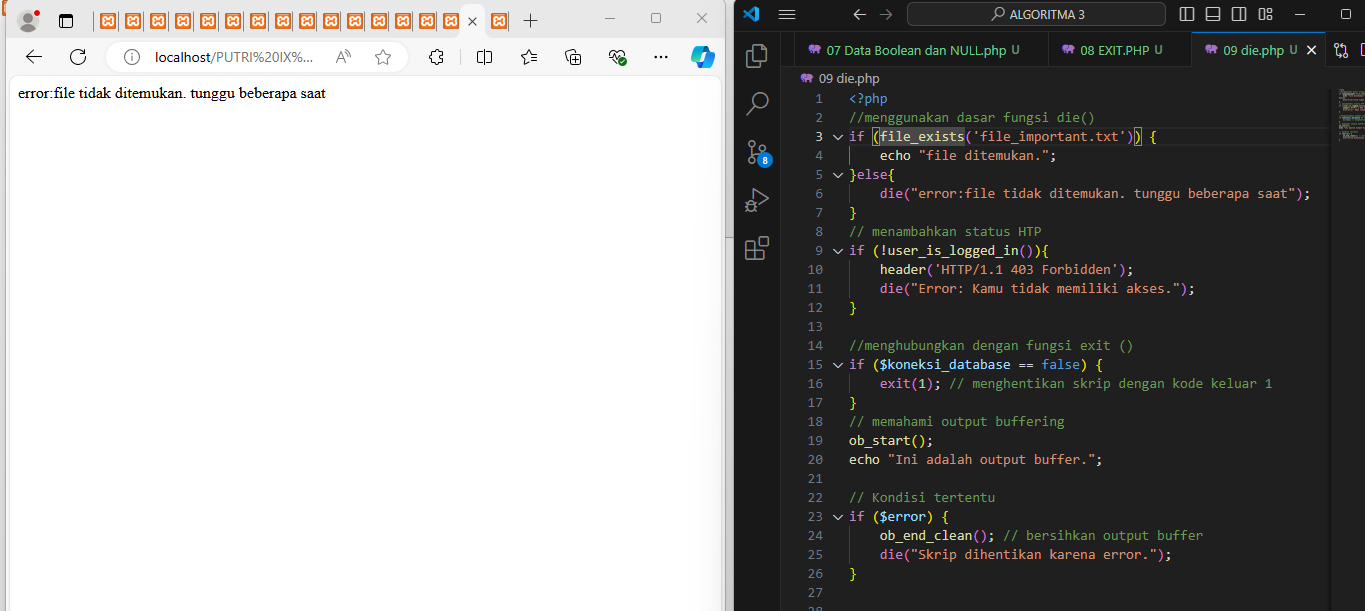 localhost/PUTRI%20IX%...
error:file tidak ditemukan. tunggu beberapa saat
ALGORITMA 3
07 Data Boolean dan NULL.php U
08 EXIT.PHP U
09 die.php U
09 die.php
8
1 <?php
2 //menggunakan dasar fungsi die()
3 if (file_exists('file_important.txt')) {
4 echo "file ditemukan.";
5 }else{
6 die("error:file tidak ditemukan. tunggu beberapa saat");
7 }
8 // menambahkan status HTP
9 if (!user_is_logged_in()){
10 header('HTTP/1.1 403 Forbidden');
11 die("Error: Kamu tidak memiliki akses.");
12 }
13
14 //menghubungkan dengan fungsi exit ()
15 if ($koneksi_database == false) {
16 exit(1); // menghentikan skrip dengan kode keluar 1
17 }
18 // memahami output buffering
19 ob_start();
20 echo "Ini adalah output buffer.";
21
22 // Kondisi tertentu
23 if ($error) {
24 ob_end_clean(); // bersihkan output buffer
25 die("Skrip dihentikan karena error.");
26 }
27